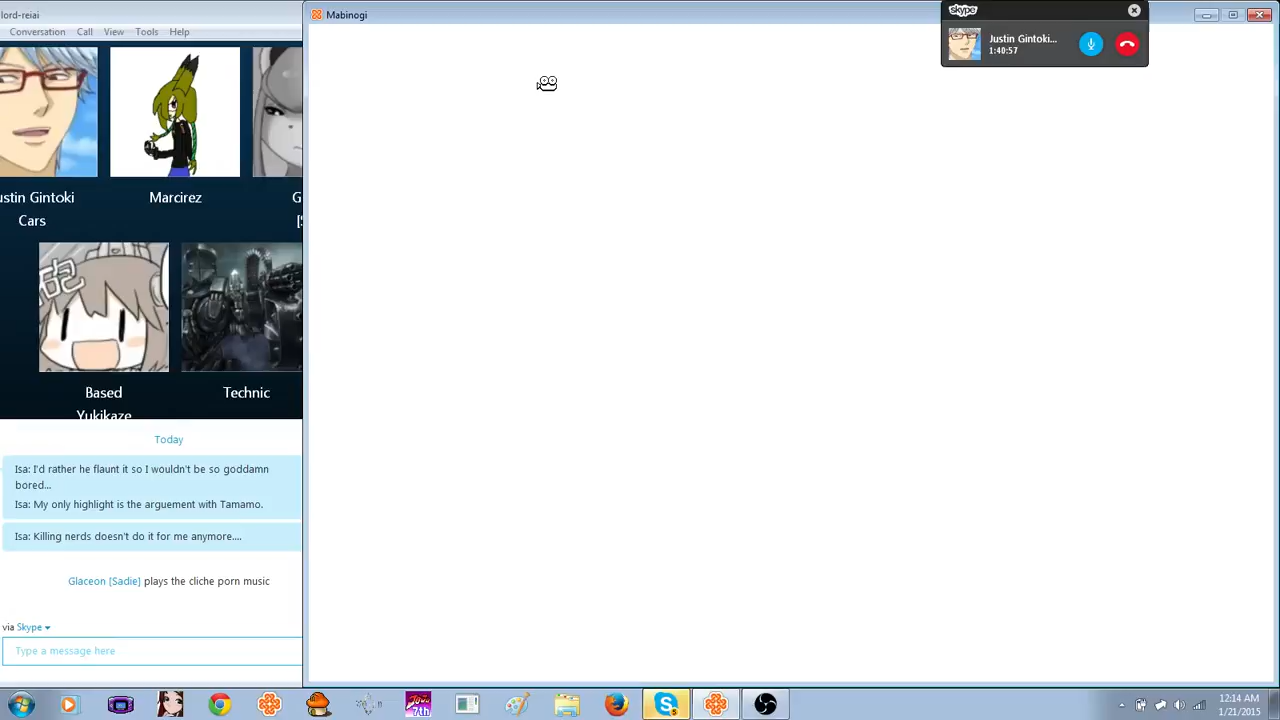 lord-reiai
Conversation Call View Tools Help
Mabinogi
skype
Justin Gintoki...
1:40:57
ustin Gintoki
Cars
Marcirez
G
[S
砲
Based
Yukikaze
Technic
Today
Isa: I'd rather he flaunt it so I wouldn't be so goddamn
bored...
Isa: My only highlight is the arguement with Tamamo.
Isa: Killing nerds doesn't do it for me anymore....
Glaceon [Sadie] plays the cliche porn music
via Skype
Type a message here
7th
12:14 AM
1/21/2015